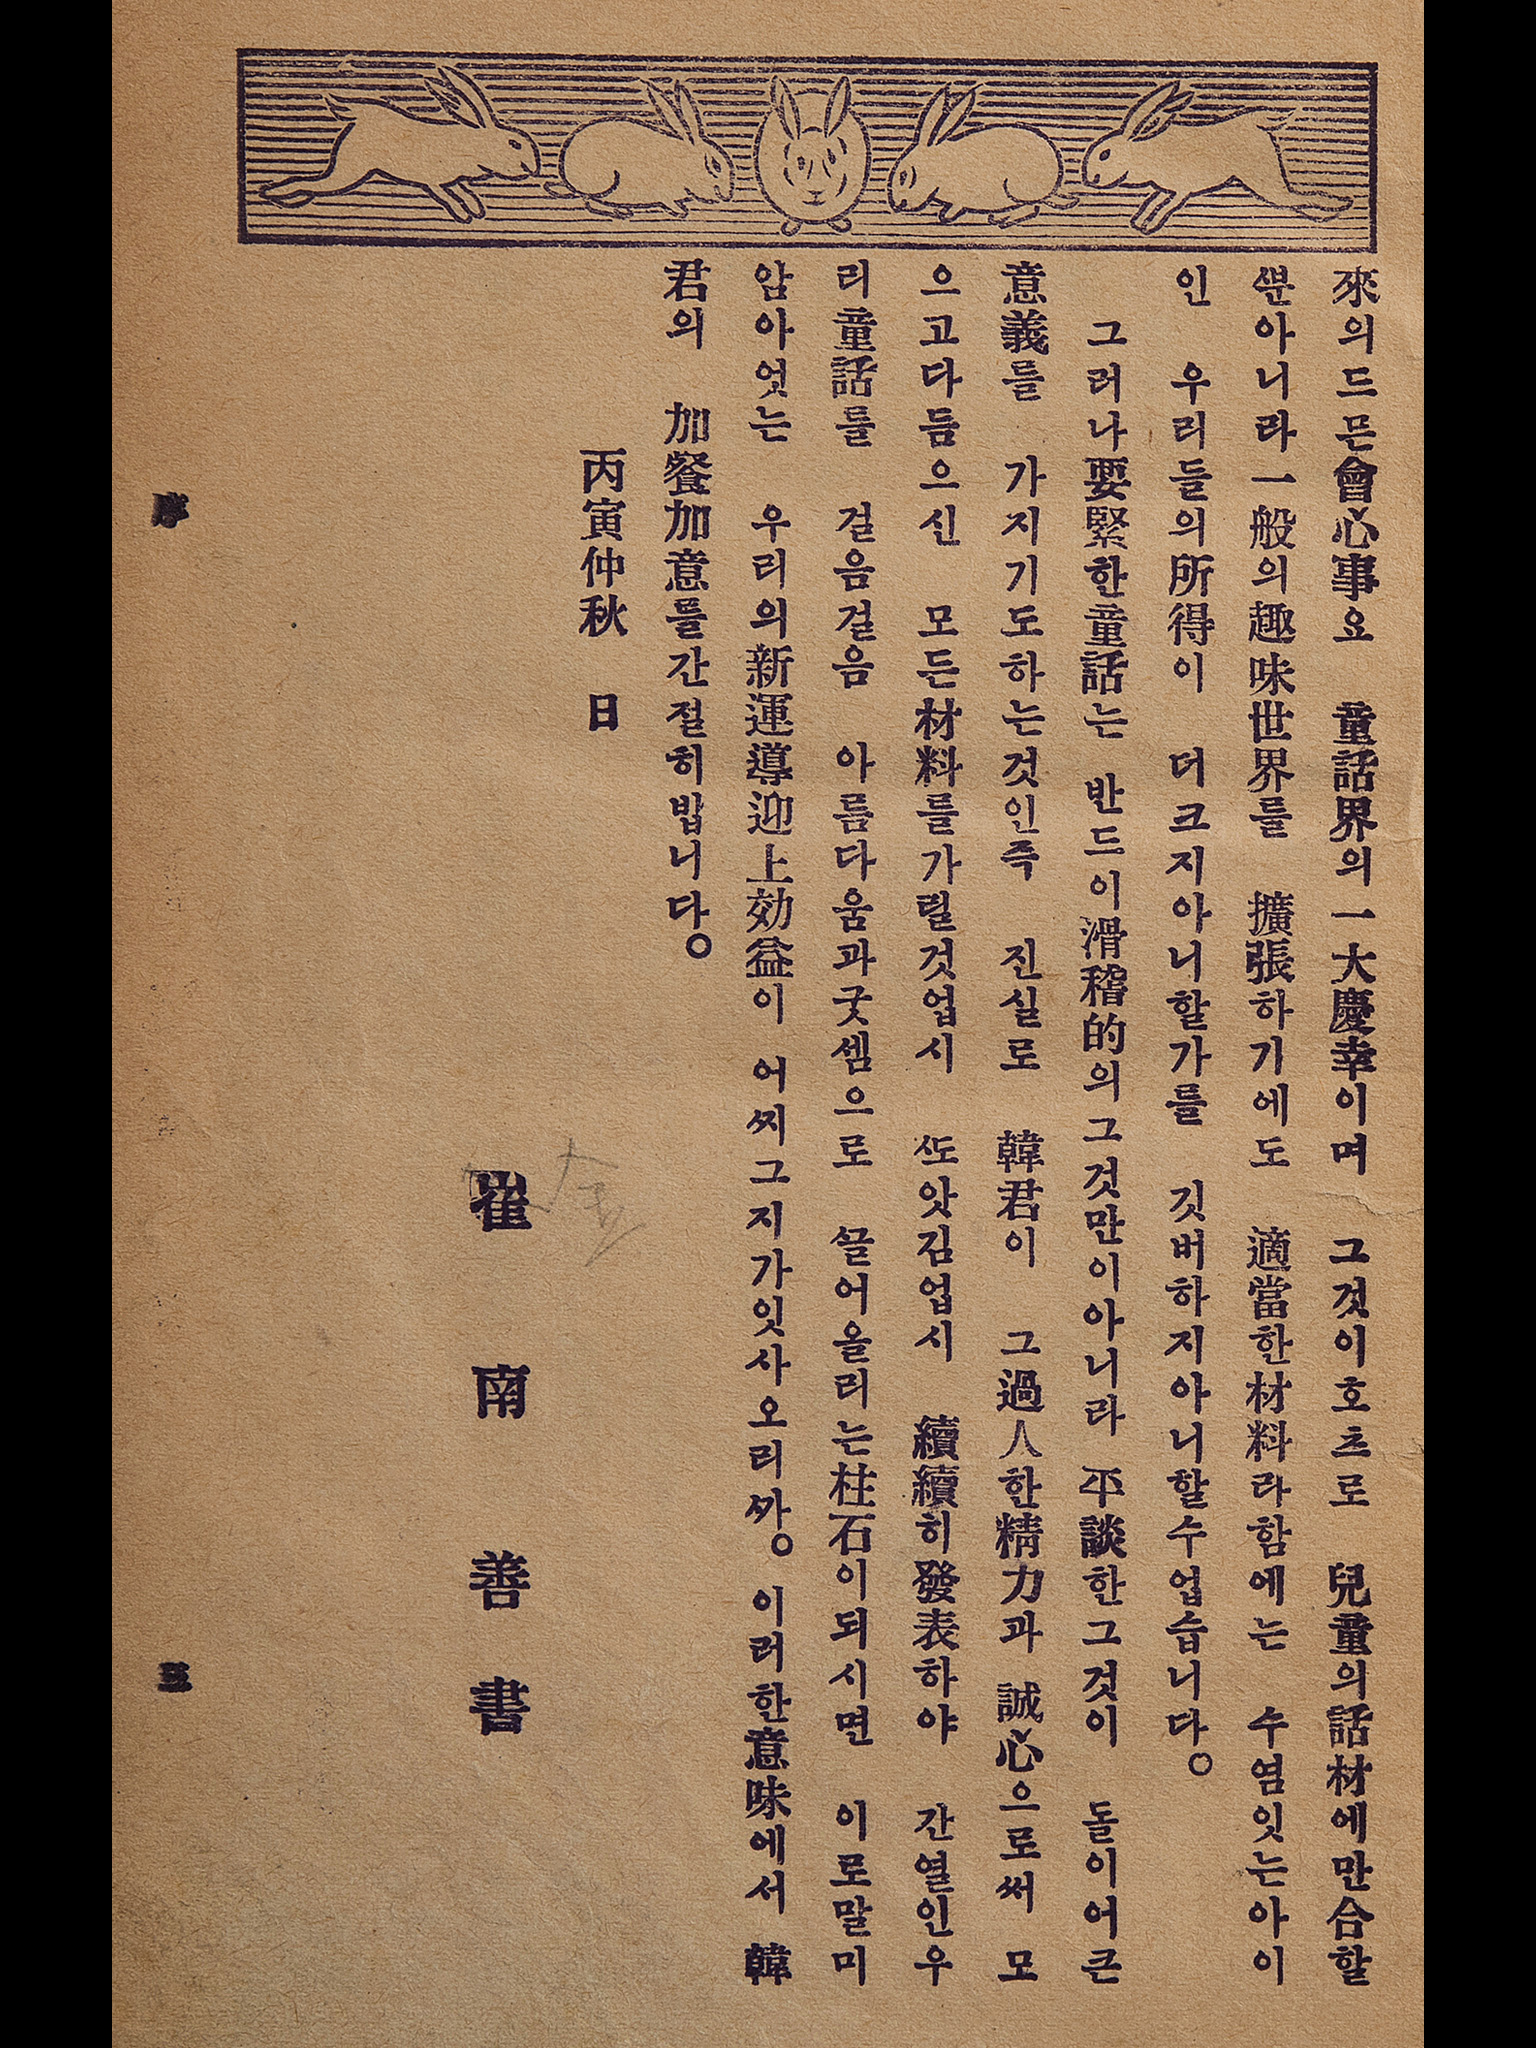 來의드믄會心事요 童話界의一大慶幸이며 그것이호츠로 兒童의話材에만合할
ᄲᅮᆫ아니라一般의趣味世界를 擴張하기에도 適當한材料라함에는 수염잇는아이
인 우리들의所得이 더크지아니할가를 깃버하지아니할수업습니다。
그러나要緊한童話는 반드이滑稽的의그것만이아니라 平談한그것이 돌이어큰
意義를 가지기도하는것인즉 진실로 韓君이 그過人한精力과 誠心으로써 모
으고다듬으신 모든材料를가릴것업시 ᄯᅩ앗김업시 續續히發表하야 간열인우
리童話를 걸음걸음 아름다움과굿셈으로 ᄭᅳᆯ어올리는柱石이되시면 이로말미
암아엇는 우리의新運導迎上効益이 어ᄶᅵ그지가잇사오리ᄭᅡ。이러한意味에서 韓
君의 加餐加意를간절히밥니다。
丙寅仲秋 日
崔南善書
序
三